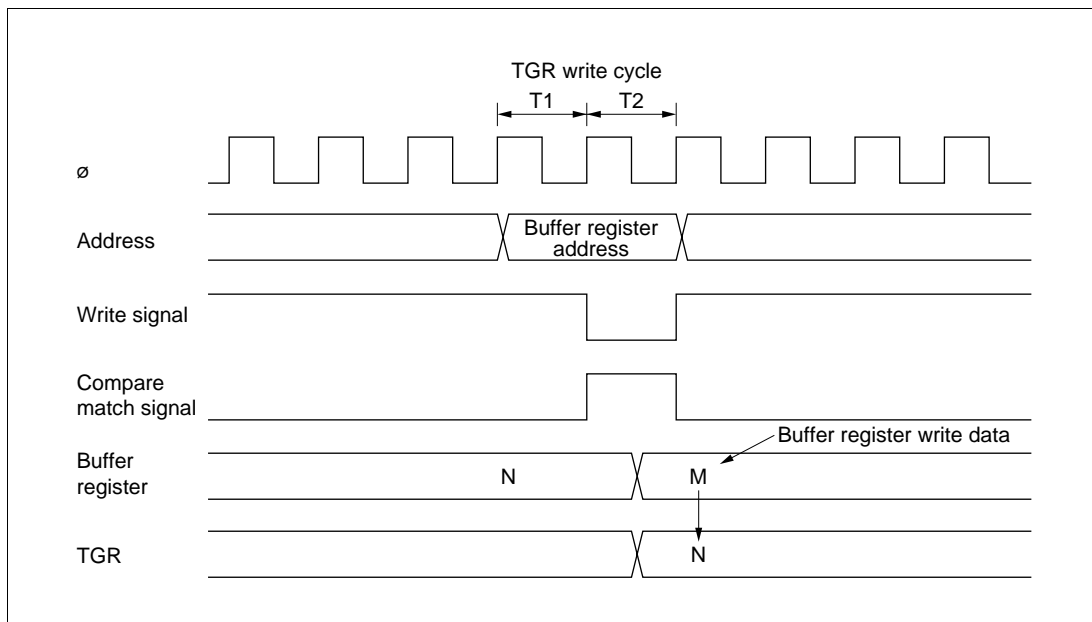 TGR write cycle
T1 T2
ø
Address
Buffer register
address
Write signal
Compare
match signal
Buffer register write data
Buffer
register
N M
TGR
N